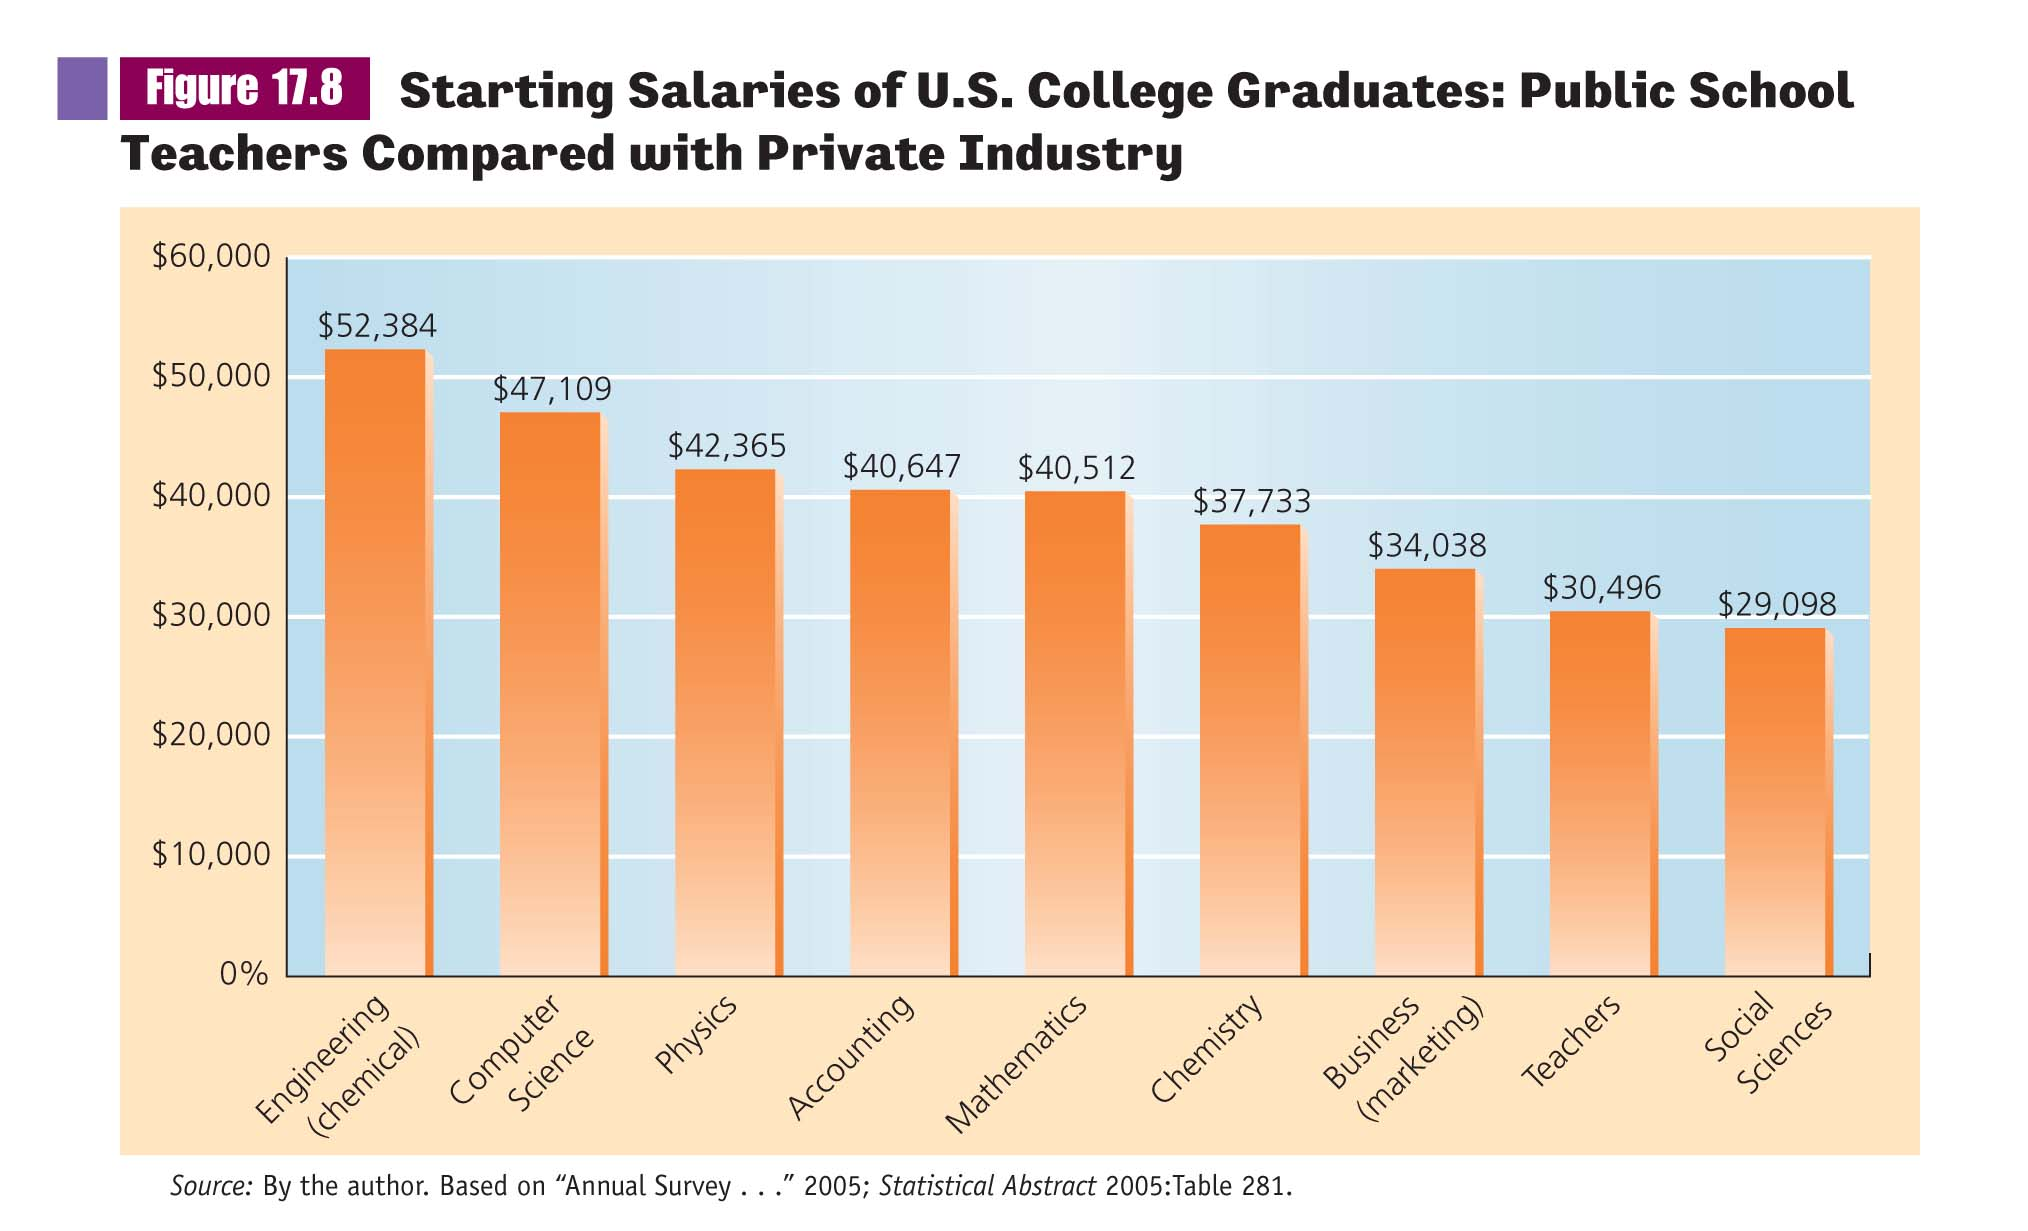 Figure 17.8 Starting Salaries of U.S. College Graduates: Public School
Teachers Compared with Private Industry
$60,000
$50,000
$40,000
$30,000
$20,000
$10,000
0%
$52,384
$47,109
$42,365
$40,647
$40,512
$37,733
$34,038
$30,496
$29,098
Engineering
(chemical)
Computer
Science
Physics
Accounting
Mathematics
Chemistry
Business
(marketing)
Teachers
Social
Sciences
Source: By the author. Based on “Annual Survey . . .” 2005; Statistical Abstract 2005:Table 281.